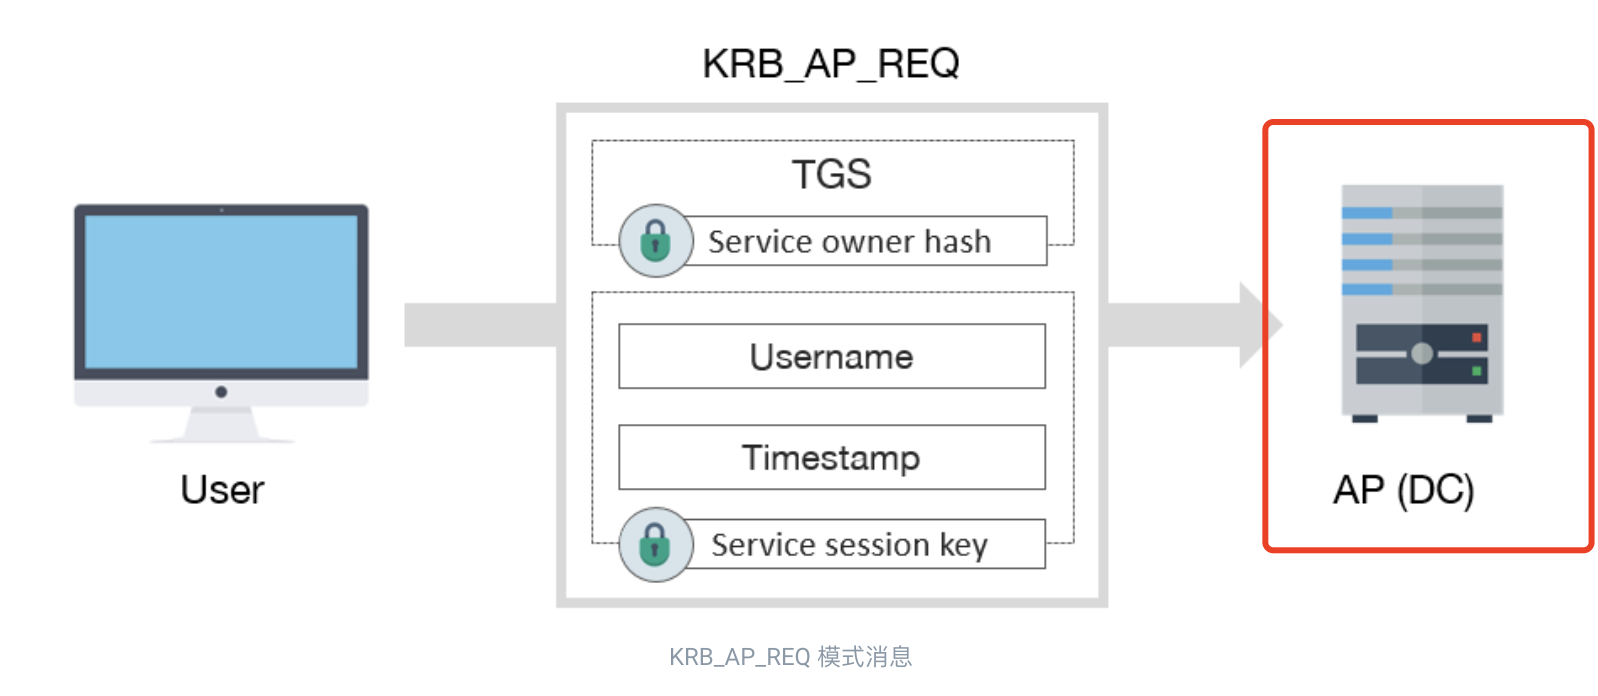 KRB_AP_REQ
TGS
Service owner hash
Username
Timestamp
Service session key
User
AP (DC)
KRB_AP_REQ 模式消息